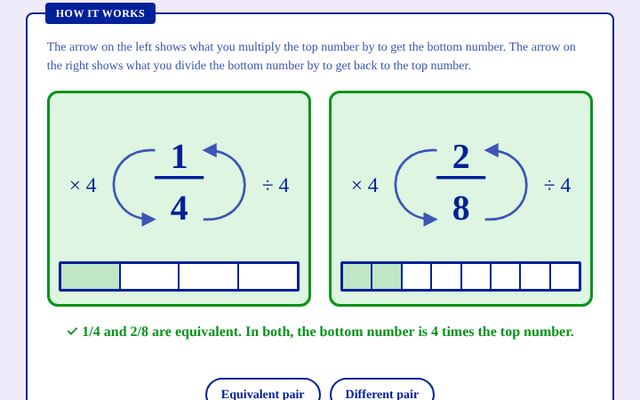 HOW IT WORKS
The arrow on the left shows what you multiply the top number by to get the bottom number. The arrow on
the right shows what you divide the bottom number by to get back to the top number.
× 4
1
4
÷ 4
× 4
2
8
÷ 4
✓ 1/4 and 2/8 are equivalent. In both, the bottom number is 4 times the top number.
Equivalent pair
Different pair